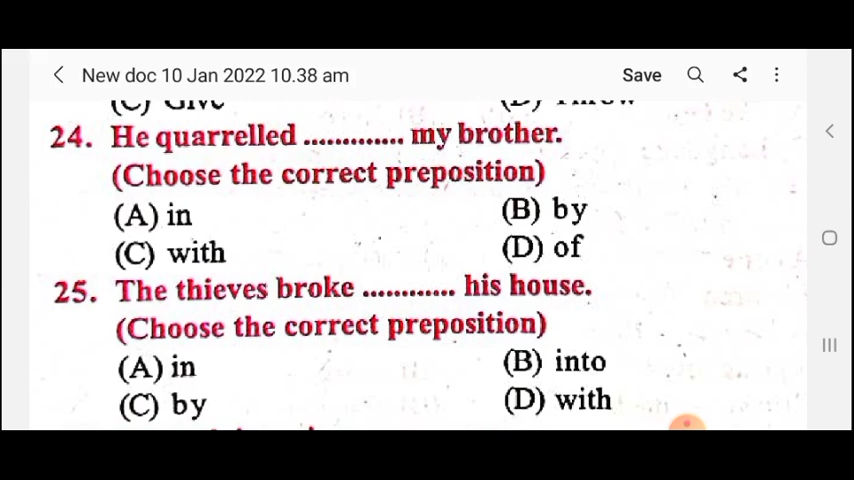 New doc 10 Jan 2022 10.38 am Save
24. He quarrelled ............. my brother.
(Choose the correct preposition)
(A) in (B) by
(C) with (D) of
25. The thieves broke ............. his house.
(Choose the correct preposition)
(A) in (B) into
(C) by (D) with